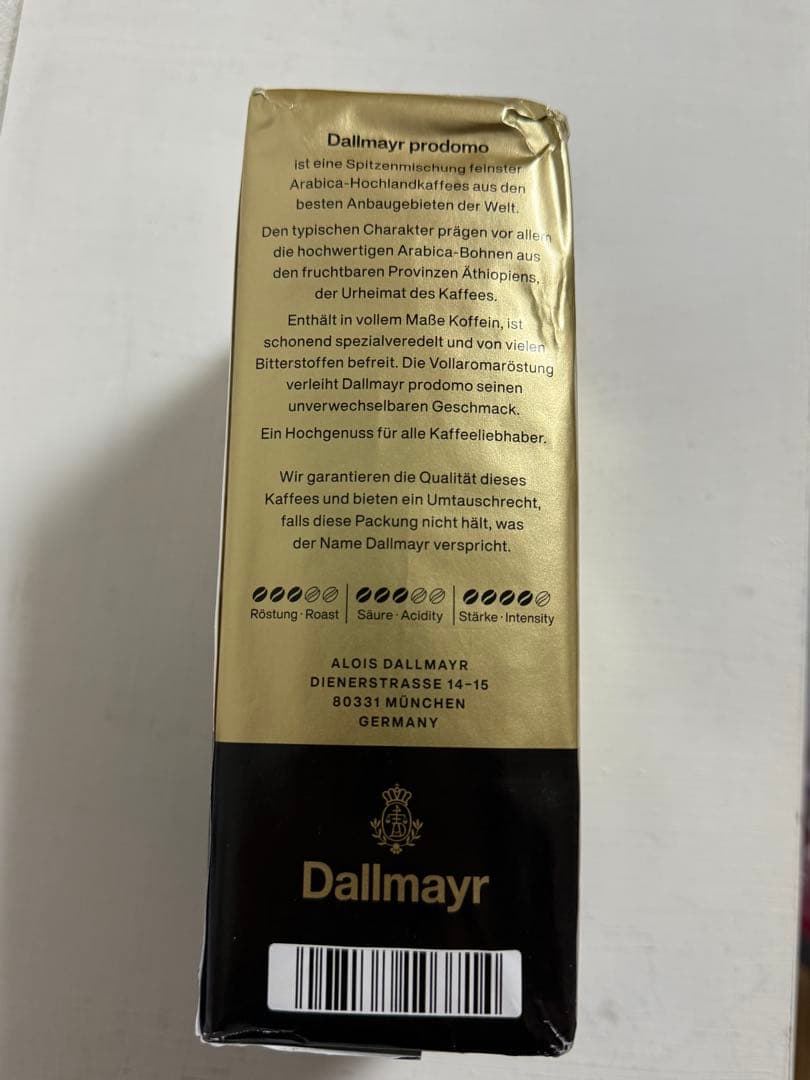 Dallmayr prodomo
ist eine Spitzenmischung feinster
Arabica-Hochlandkaffees aus den
besten Anbaugebieten der Welt.
Den typischen Charakter prägen vor allem
die hochwertigen Arabica-Bohnen aus
den fruchtbaren Provinzen Äthiopiens,
der Urheimat des Kaffees.
Enthält in vollem Maße Koffein, ist
schonend spezialveredelt und von vielen
Bitterstoffen befreit. Die Vollaromaröstung
verleiht Dallmayr prodomo seinen
unverwechselbaren Geschmack.
Ein Hochgenuss für alle Kaffeeliebhaber.
Wir garantieren die Qualität dieses
Kaffees und bieten ein Umtauschrecht,
falls diese Packung nicht hält, was
der Name Dallmayr verspricht.
Röstung · Roast Säure · Acidity Stärke · Intensity
ALOIS DALLMAYR
DIENERSTRASSE 14–15
80331 MÜNCHEN
GERMANY
Dallmayr